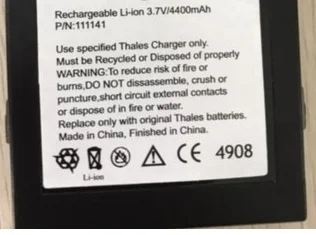 Rechargeable Li-ion 3.7V/4400mAh
P/N:111141
Use specified Thales Charger only.
Must be Recycled or Disposed of properly
WARNING:To reduce risk of fire or
burns,DO NOT dissasemble, crush or
puncture,short circuit external contacts
or dispose of in fire or water.
Replace only with original Thales batteries.
Made in China, Finished in China.
CE 4908
Li-ion